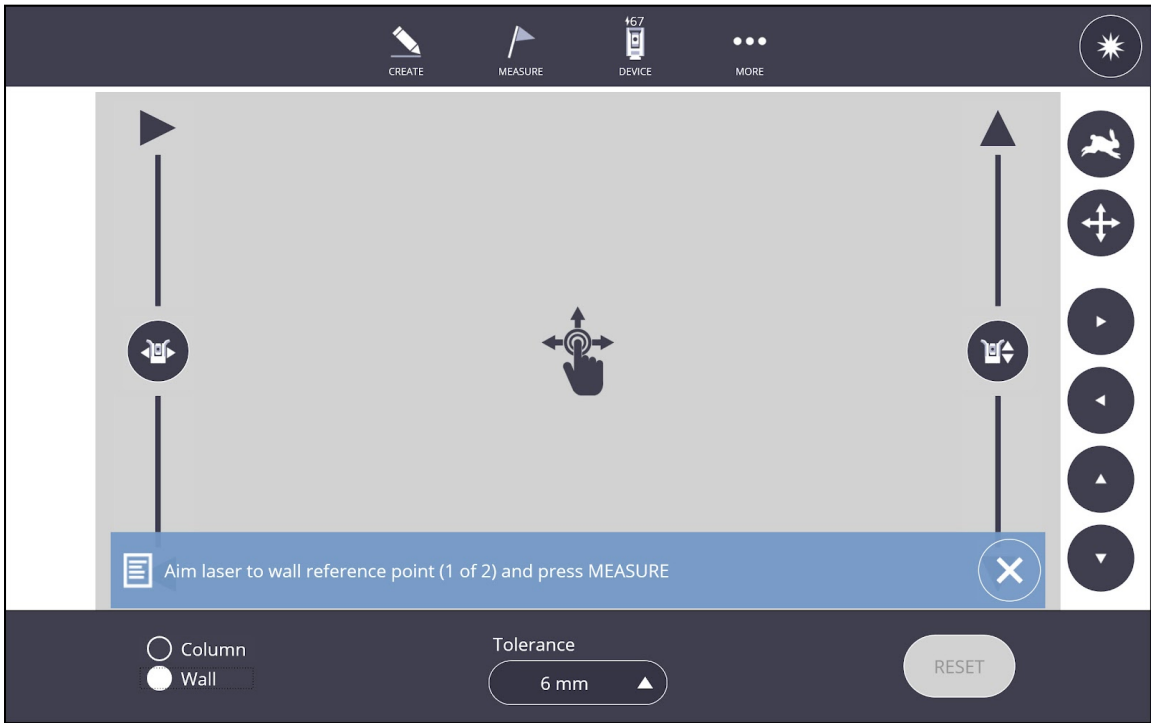 67
CREATE
MEASURE
DEVICE
MORE
Aim laser to wall reference point (1 of 2) and press MEASURE
Column
Wall
Tolerance
6 mm
RESET